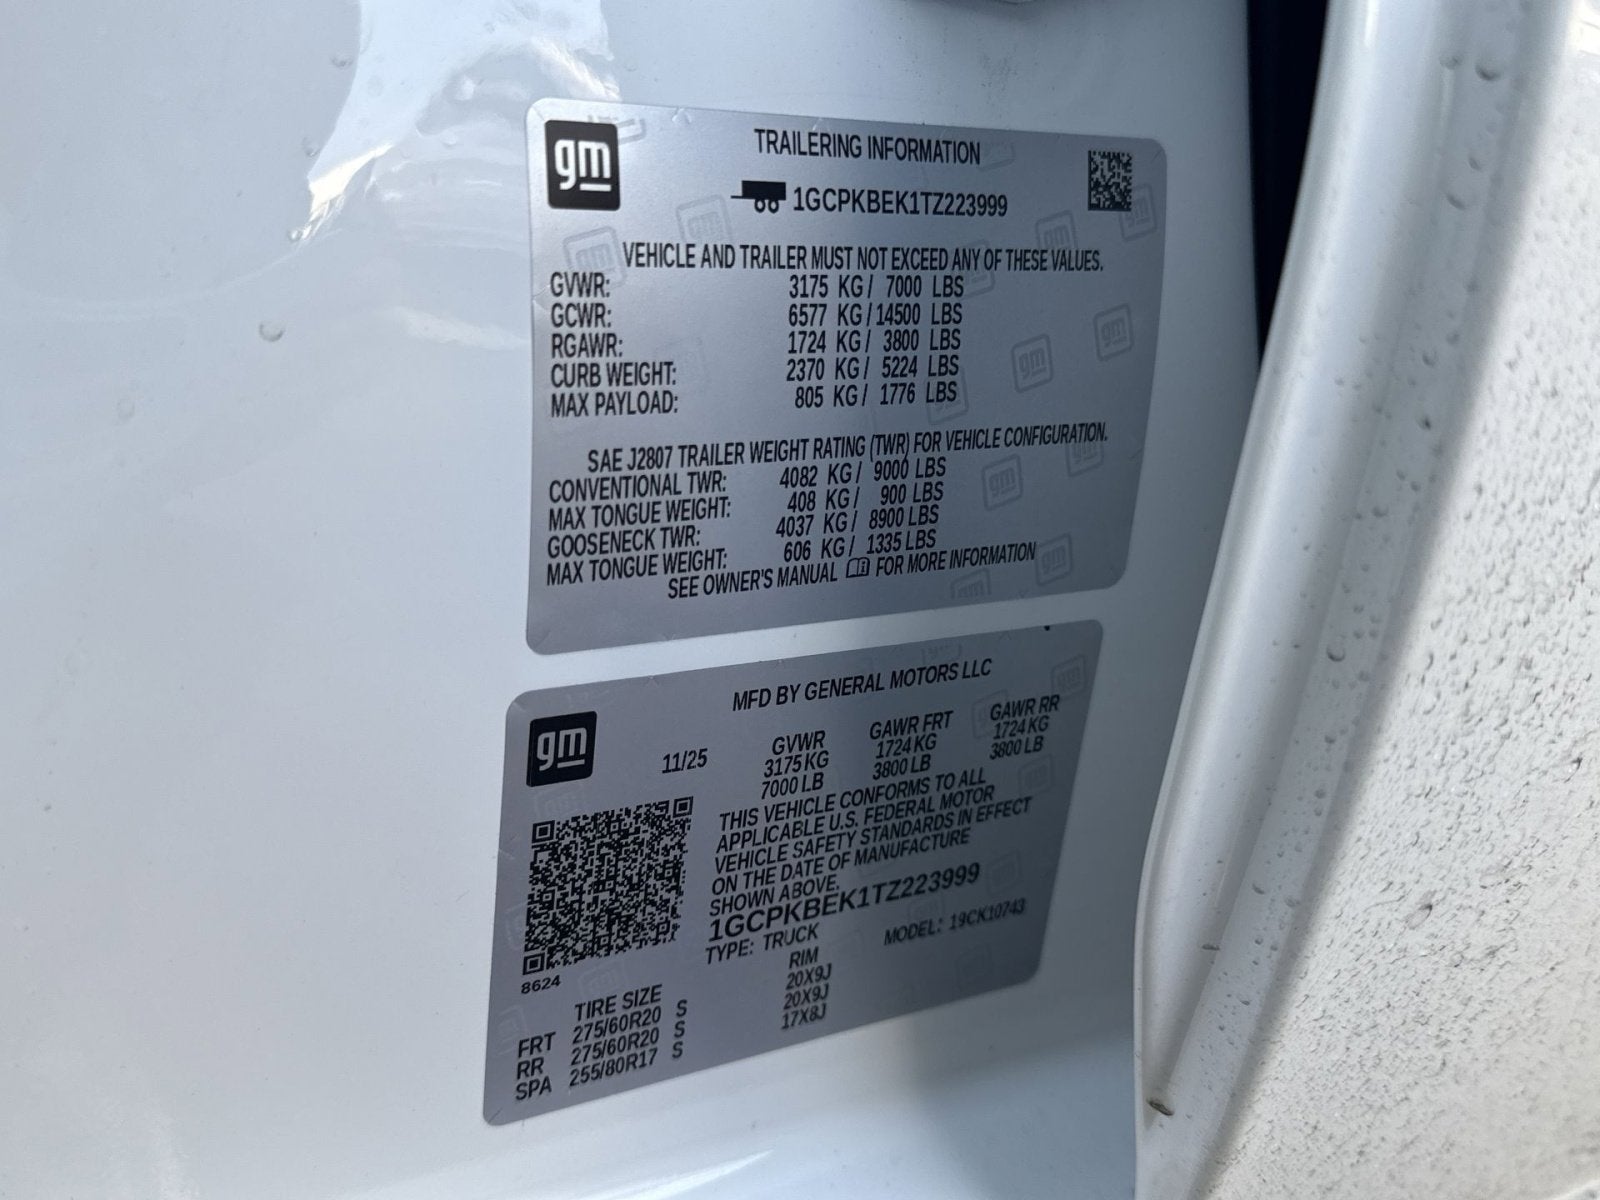 gm
TRAILERING INFORMATION
1GCPKBEK1TZ223999
VEHICLE AND TRAILER MUST NOT EXCEED ANY OF THESE VALUES.
GVWR: 3175 KG / 7000 LBS
GCWR: 6577 KG / 14500 LBS
RGAWR: 1724 KG / 3800 LBS
CURB WEIGHT: 2370 KG / 5224 LBS
MAX PAYLOAD: 805 KG / 1776 LBS
SAE J2807 TRAILER WEIGHT RATING (TWR) FOR VEHICLE CONFIGURATION.
CONVENTIONAL TWR: 4082 KG / 9000 LBS
MAX TONGUE WEIGHT: 408 KG / 900 LBS
GOOSENECK TWR: 4037 KG / 8900 LBS
MAX TONGUE WEIGHT: 606 KG / 1335 LBS
SEE OWNER'S MANUAL FOR MORE INFORMATION
gm
MFD BY GENERAL MOTORS LLC
11/25 GVWR GAWR FRT GAWR RR
3175 KG 1724 KG 1724 KG
7000 LB 3800 LB 3800 LB
THIS VEHICLE CONFORMS TO ALL
APPLICABLE U.S. FEDERAL MOTOR
VEHICLE SAFETY STANDARDS IN EFFECT
ON THE DATE OF MANUFACTURE
SHOWN ABOVE.
1GCPKBEK1TZ223999
TYPE: TRUCK MODEL: 19CK10743
8624
TIRE SIZE RIM
FRT 275/60R20 S 20X9J
RR 275/60R20 S 20X9J
SPA 255/80R17 S 17X8J